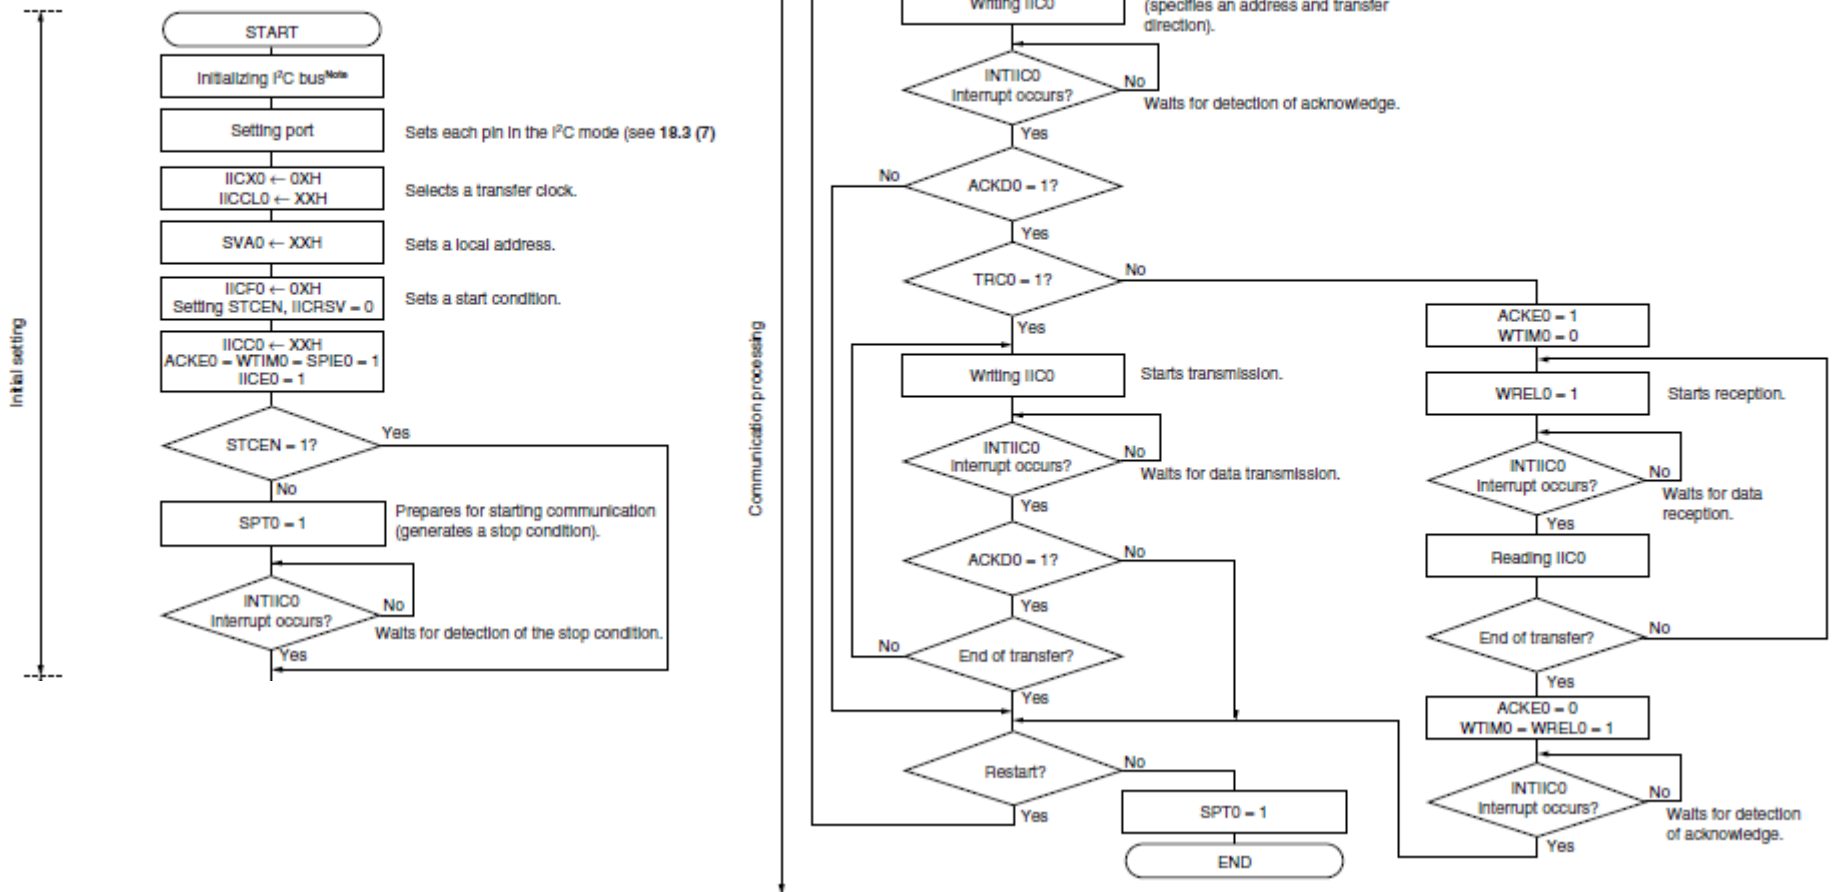 START
Initializing I²C bus^Note
Setting port
Sets each pin in the I²C mode (see 18.3 (7)
IICX0 ← 0XH
IICCL0 ← XXH
Selects a transfer clock.
SVA0 ← XXH
Sets a local address.
IICF0 ← 0XH
Setting STCEN, IICRSV = 0
Sets a start condition.
IICC0 ← XXH
ACKE0 = WTIM0 = SPIE0 = 1
IICE0 = 1
Initial setting
STCEN = 1?
Yes
No
SPT0 = 1
Prepares for starting communication
(generates a stop condition).
INTIIC0
Interrupt occurs?
No
Waits for detection of the stop condition.
Yes
Communication processing
Writing IIC0
(specifies an address and transfer
direction).
INTIIC0
Interrupt occurs?
No
Waits for detection of acknowledge.
Yes
No
ACKD0 = 1?
Yes
TRC0 = 1?
No
Yes
Writing IIC0
Starts transmission.
INTIIC0
Interrupt occurs?
No
Waits for data transmission.
Yes
ACKD0 = 1?
No
Yes
No
End of transfer?
Yes
Restart?
No
Yes
SPT0 = 1
END
ACKE0 = 1
WTIM0 = 0
WREL0 = 1
Starts reception.
INTIIC0
Interrupt occurs?
No
Waits for data
reception.
Yes
Reading IIC0
End of transfer?
No
Yes
ACKE0 = 0
WTIM0 = WREL0 = 1
INTIIC0
Interrupt occurs?
No
Waits for detection
of acknowledge.
Yes